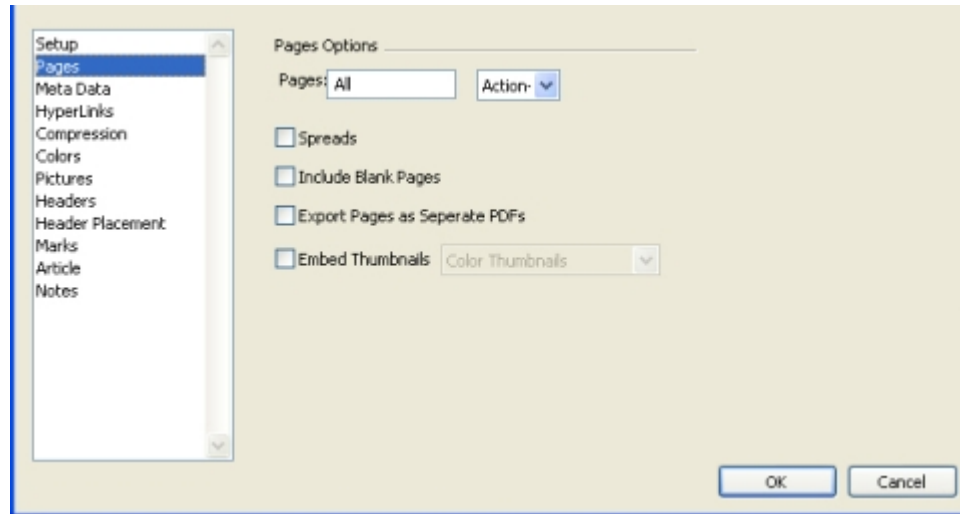 Setup
Pages
Meta Data
HyperLinks
Compression
Colors
Pictures
Headers
Header Placement
Marks
Article
Notes
Pages Options
Pages: All Action-
Spreads
Include Blank Pages
Export Pages as Seperate PDFs
Embed Thumbnails Color Thumbnails
OK Cancel